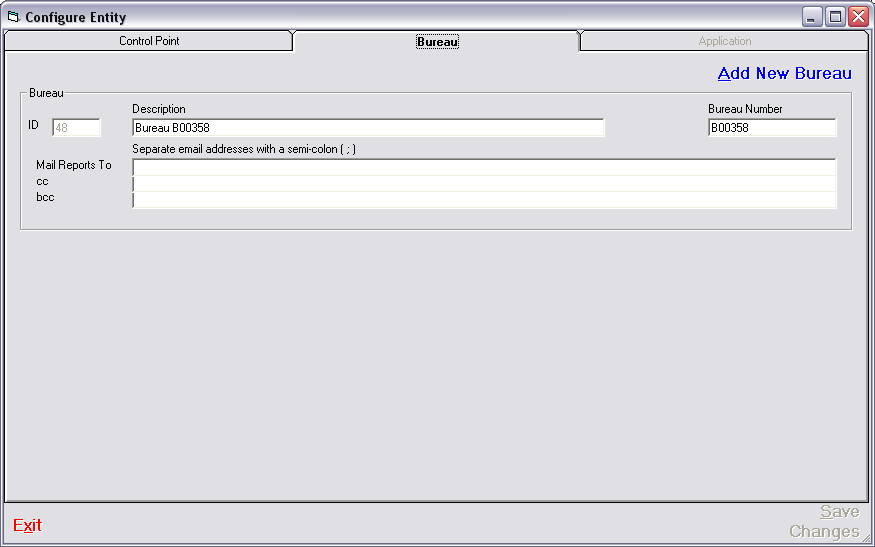 Configure Entity
Control Point
Bureau
Application
Add New Bureau
Bureau
Description
Bureau Number
ID
48
Bureau B00358
B00358
Separate email addresses with a semi-colon ( ; )
Mail Reports To
cc
bcc
Exit
Save
Changes